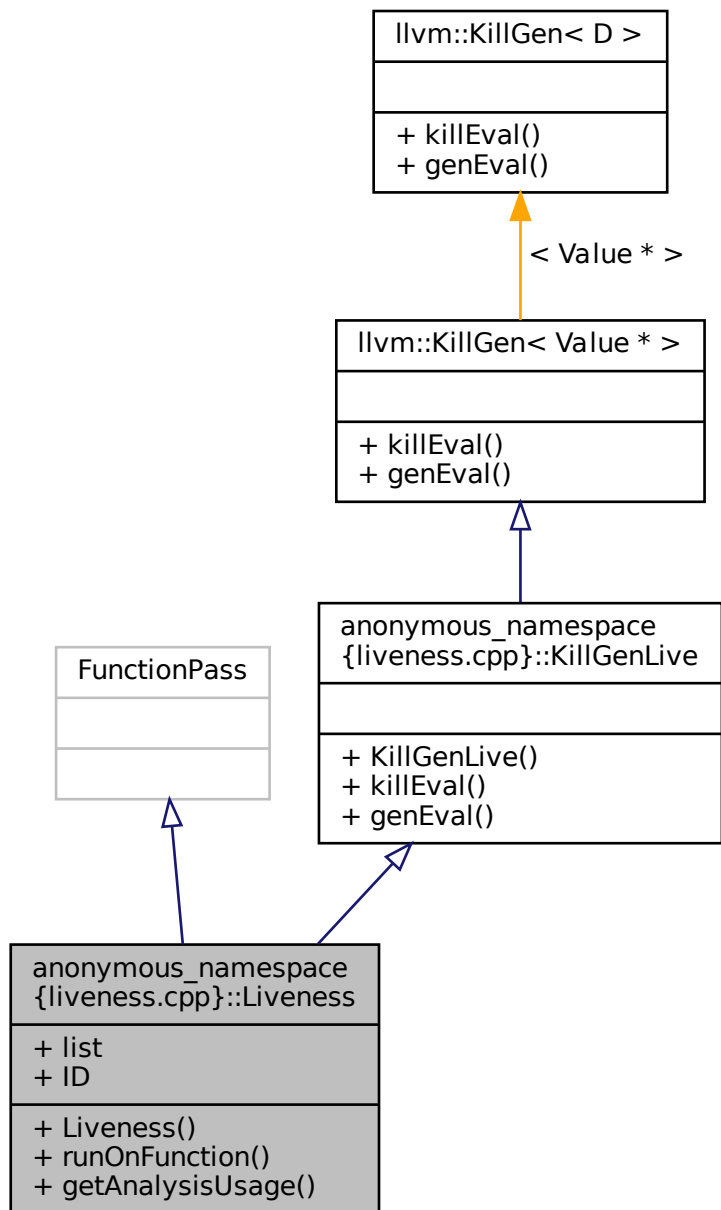 llvm::KillGen< D >
+ killEval()
+ genEval()
< Value * >
llvm::KillGen< Value * >
+ killEval()
+ genEval()
anonymous_namespace
{liveness.cpp}::KillGenLive
+ KillGenLive()
+ killEval()
+ genEval()
FunctionPass
anonymous_namespace
{liveness.cpp}::Liveness
+ list
+ ID
+ Liveness()
+ runOnFunction()
+ getAnalysisUsage()